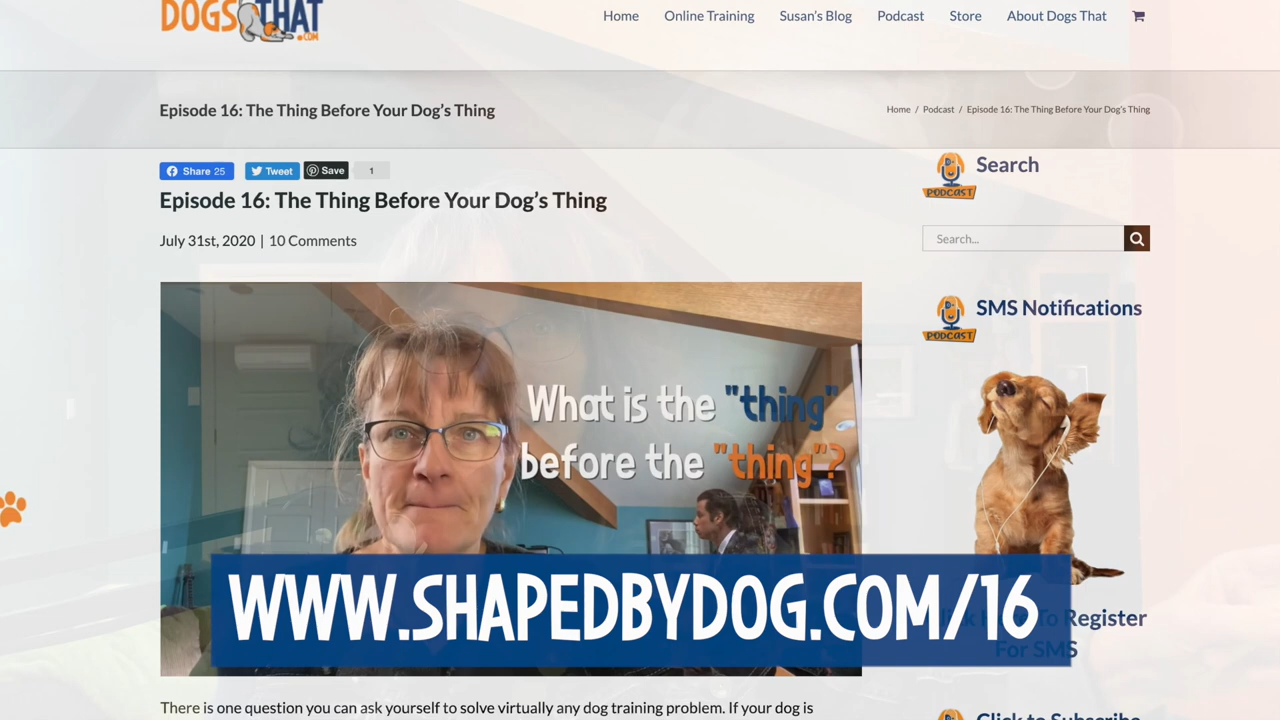 DOGS THAT
.COM
Home Online Training Susan's Blog Podcast Store About Dogs That
Episode 16: The Thing Before Your Dog's Thing
Home / Podcast / Episode 16: The Thing Before Your Dog's Thing
Share 25
Tweet
Save
1
Episode 16: The Thing Before Your Dog's Thing
July 31st, 2020 | 10 Comments
What is the "thing"
before the "thing"?
WWW.SHAPEDBYDOG.COM/16
There is one question you can ask yourself to solve virtually any dog training problem. If your dog is
PODCAST
Search
Search...
PODCAST
SMS Notifications
To Register
For SMS
Click to Subscribe